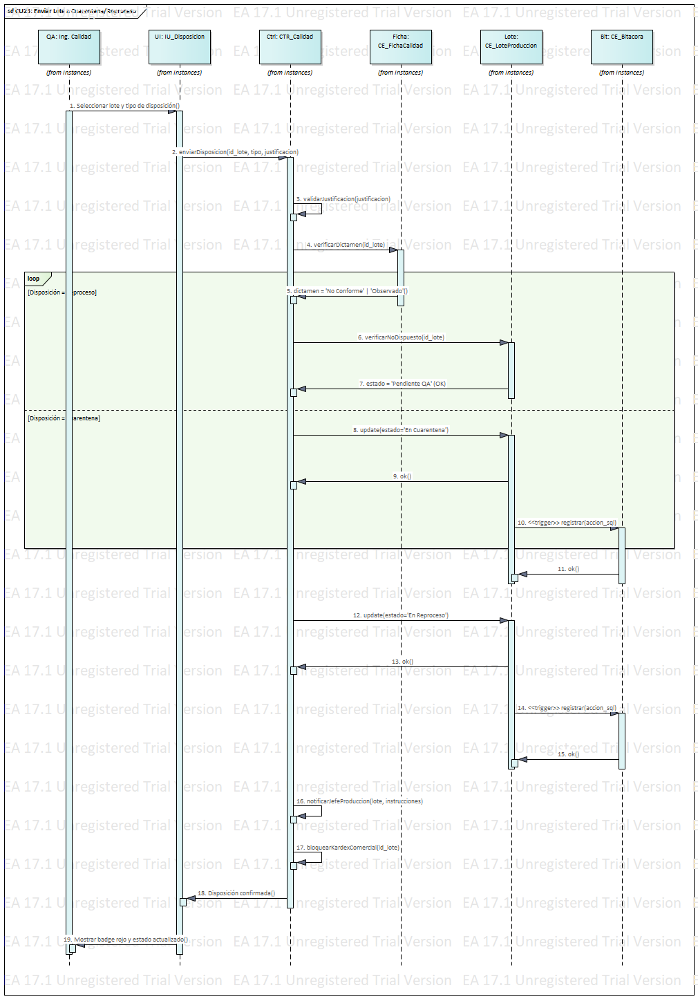 sd CU25: Enviar Lote a Cuarentena/Reproceso
QA: Ing. Calidad
UI: IU_Disposicion
Ctrl: CTR_Calidad
Ficha:
CE_FichaCalidad
Lote:
CE_LoteProduccion
Bit: CE_Bitacora
(from Instances)
(from Instances)
(from Instances)
(from Instances)
(from Instances)
(from Instances)
EA 17.1 Unregistered Trial Version
1. Seleccionar lote y tipo de disposición()
2. enviarDisposicion(id_lote, tipo, justificacion)
3. validarJustificacion(justificacion)
4. verificarDictamen(id_lote)
loop
[Disposición = eproceso]
5. dictamen = 'No Conforme' | 'Observado'()
6. verificarNoDispuesto(id_lote)
7. estado = 'Pendiente QA' (OK)
[Disposición = arentena]
8. update(estado='En Cuarentena')
9. ok()
10. <<trigger>> registrar(accion_sql)
11. ok()
12. update(estado='En Reproceso')
13. ok()
14. <<trigger>> registrar(accion_sql)
15. ok()
16. notificarJefeProduccion(lote, instrucciones)
17. bloquearKardexComercial(id_lote)
18. Disposición confirmada()
19. Mostrar badge rojo y estado actualizado()